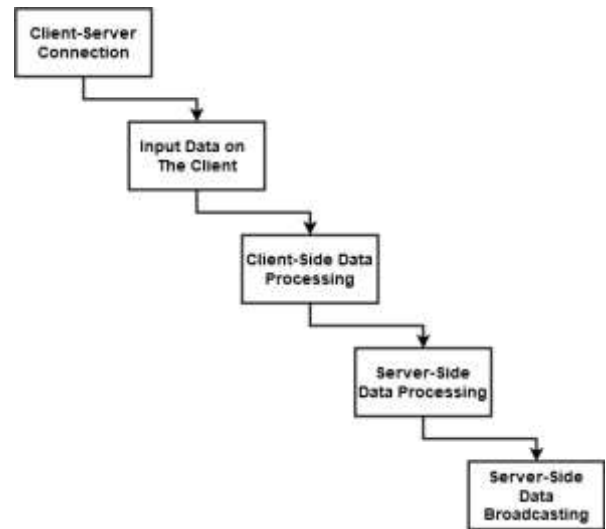 Client-Server
Connection
Input Data on
The Client
Client-Side Data
Processing
Server-Side
Data Processing
Server-Side
Data
Broadcasting